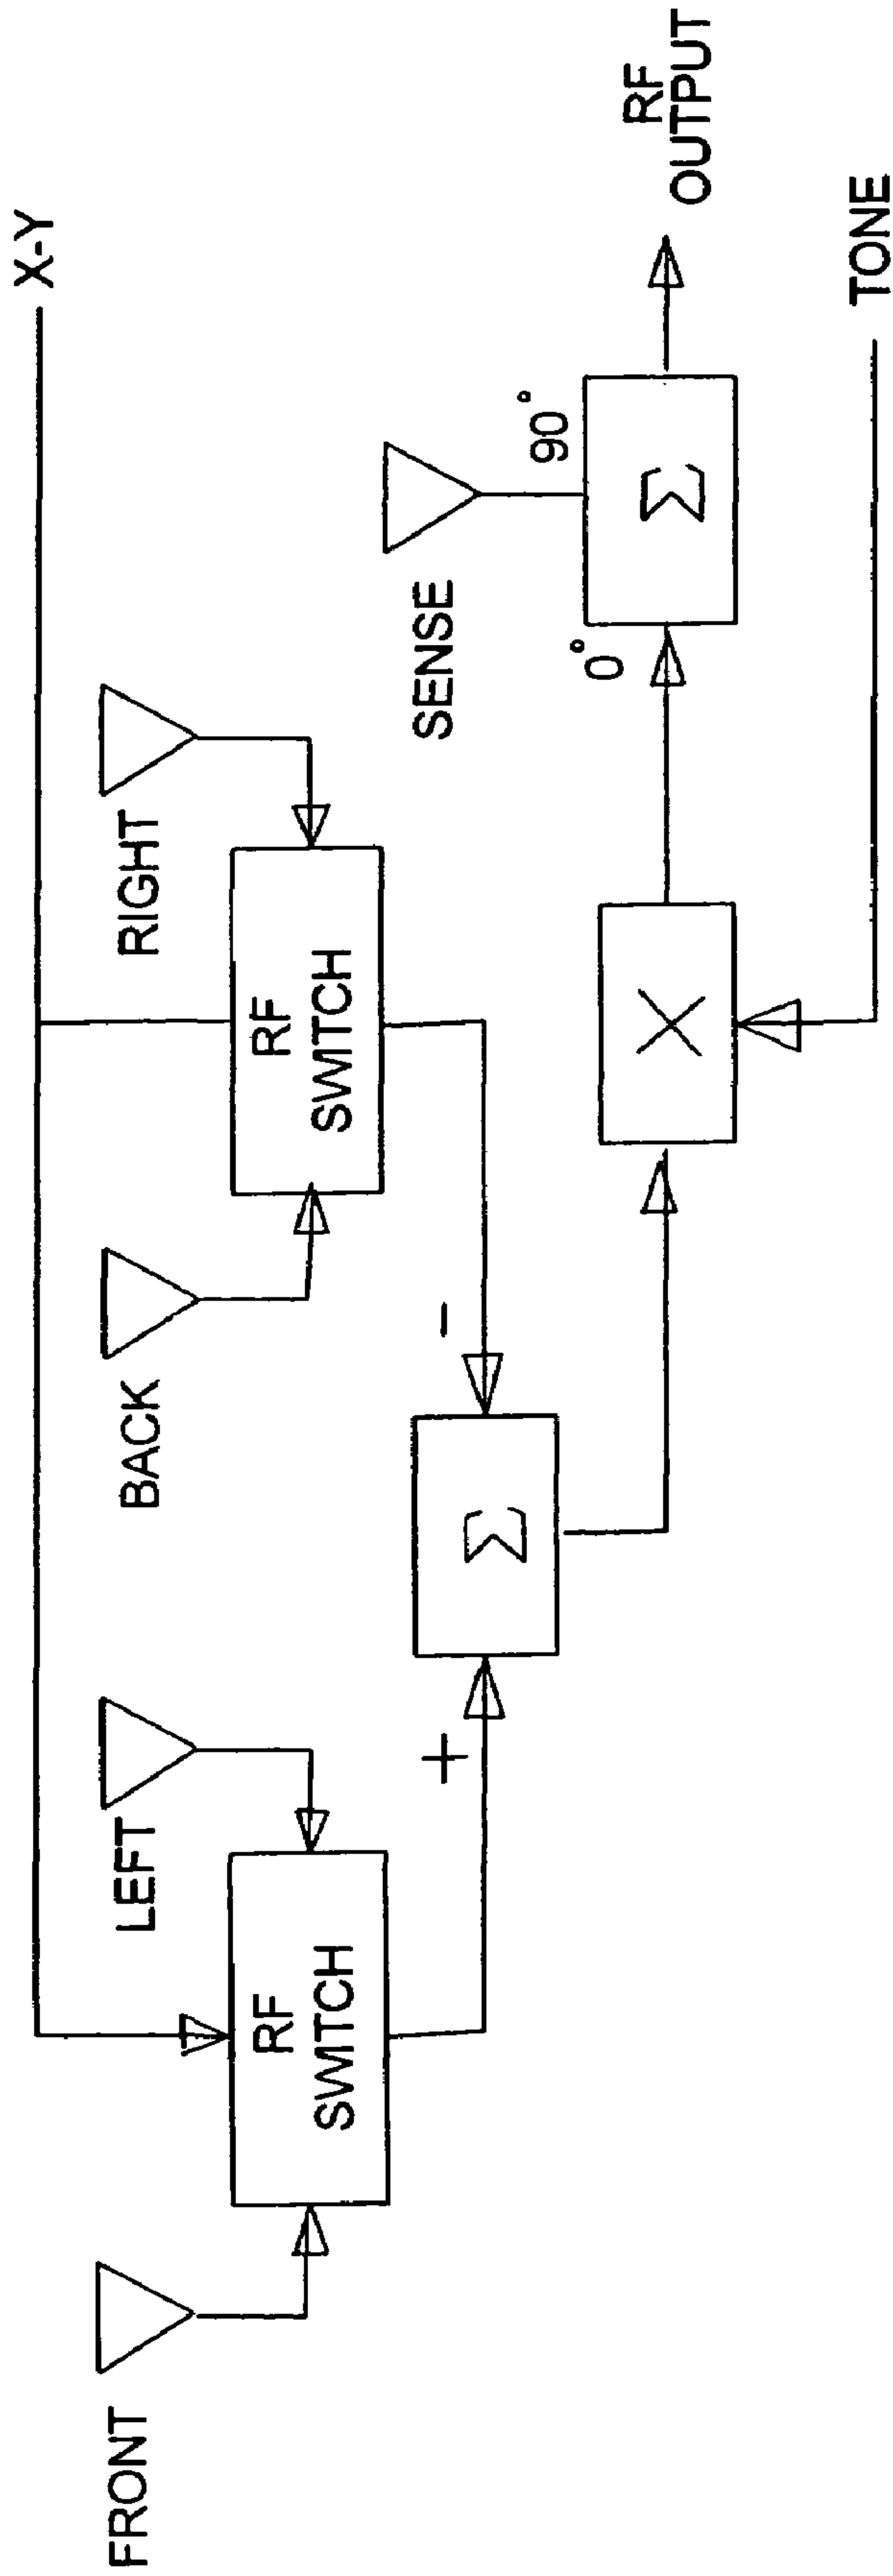 X-Y
FRONT
LEFT
BACK
RIGHT
RF
SWITCH
RF
SWITCH
+
−
Σ
SENSE
90°
0°
X
Σ
RF
OUTPUT
TONE